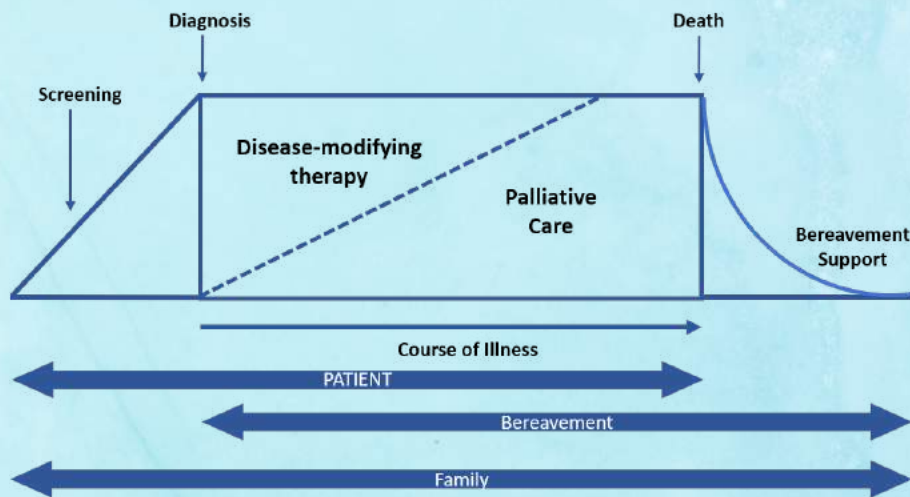 Diagnosis
Death
Screening
Disease-modifying
therapy
Palliative
Care
Bereavement
Support
Course of Illness
PATIENT
Bereavement
Family